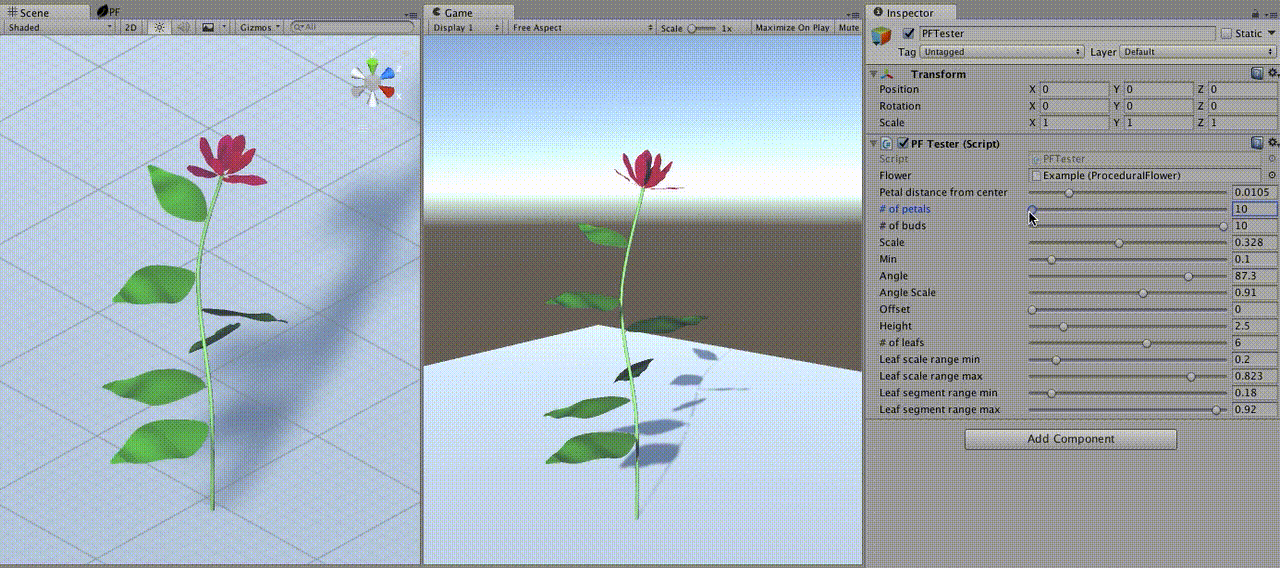 Scene
PF
Shaded
2D
Gizmos
All
Game
Display 1
Free Aspect
Scale
1x
Maximize On Play
Mute
Inspector
PFTester
Static
Tag
Untagged
Layer
Default
Transform
Position X 0 Y 0 Z 0
Rotation X 0 Y 0 Z 0
Scale X 1 Y 1 Z 1
PF Tester (Script)
Script PFTester
Flower Example (ProceduralFlower)
Petal distance from center 0.0105
# of petals 10
# of buds 10
Scale 0.328
Min 0.1
Angle 87.3
Angle Scale 0.91
Offset 0
Height 2.5
# of leafs 6
Leaf scale range min 0.2
Leaf scale range max 0.823
Leaf segment range min 0.18
Leaf segment range max 0.92
Add Component